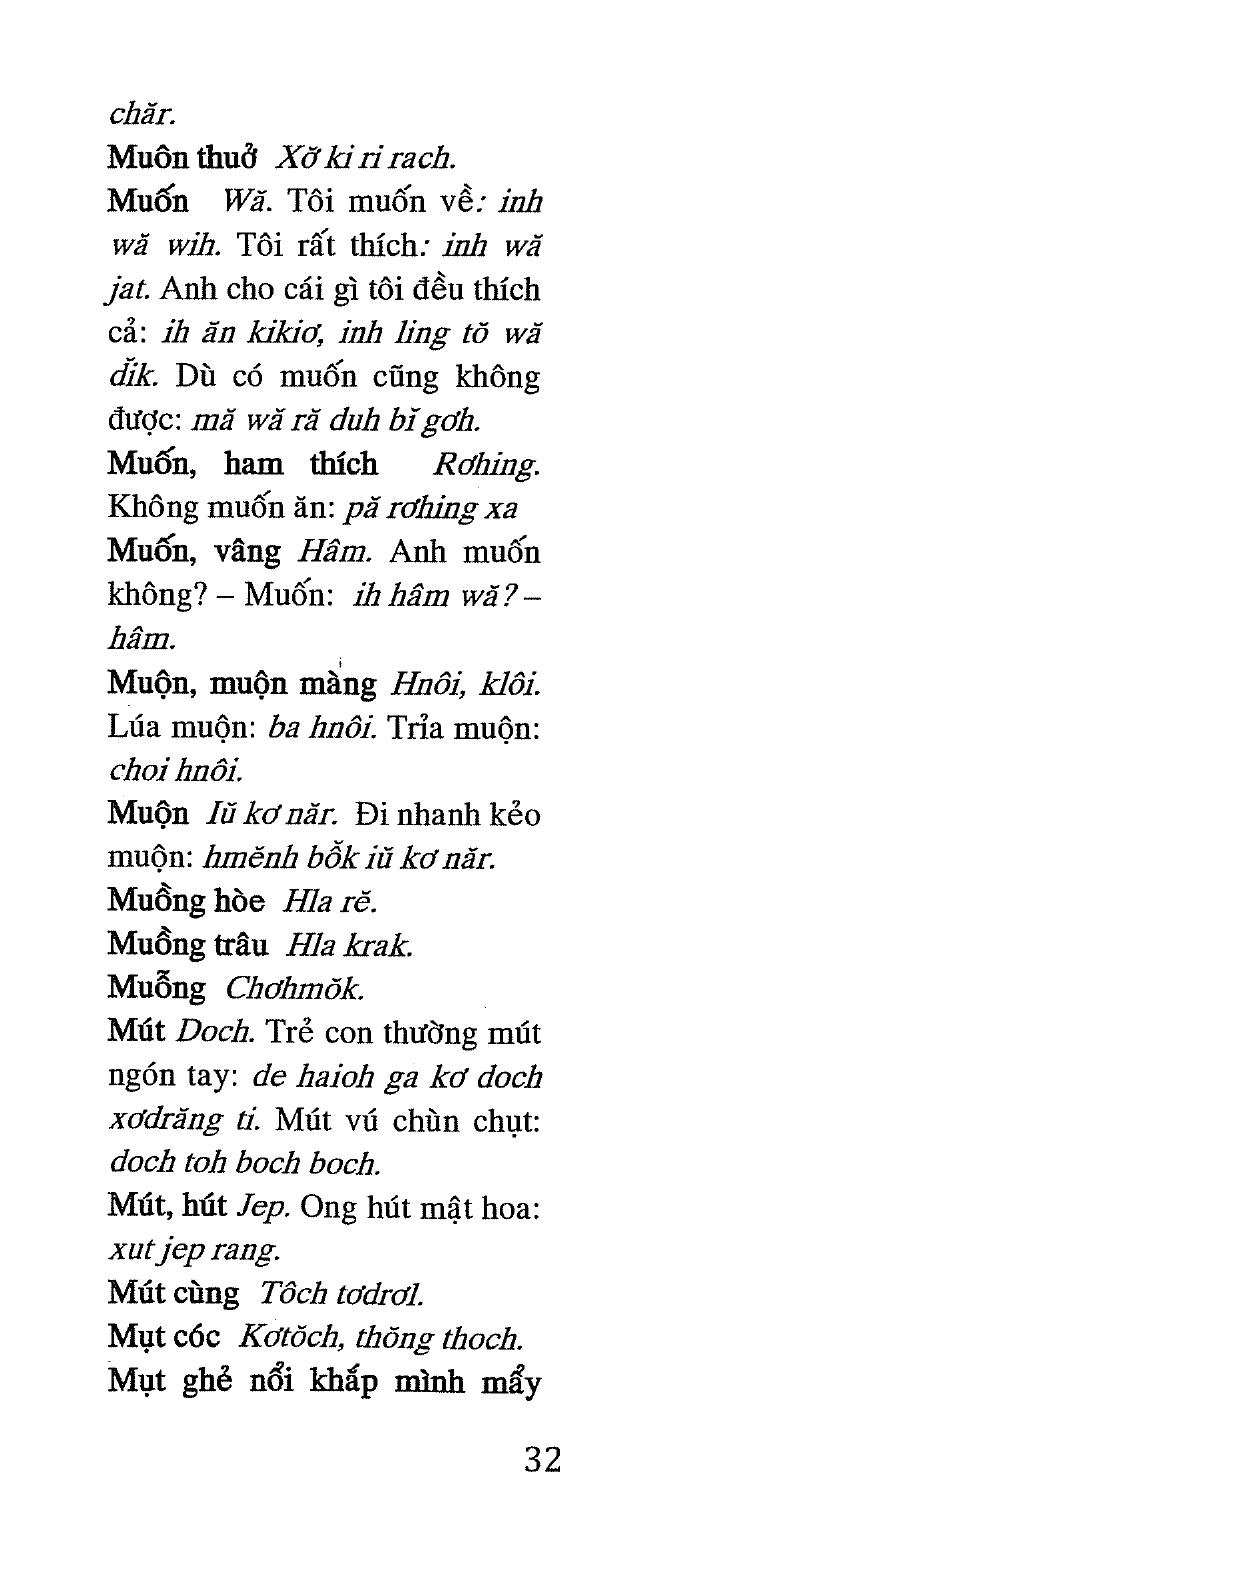 chăr.
Muôn thuở Xơ̆ ki ri rach.
Muốn Wă. Tôi muốn về: inh
wă wih. Tôi rất thích: inh wă
jat. Anh cho cái gì tôi đều thích
cả: ih ăn kikiơ, inh ling tŏ wă
dĭk. Dù có muốn cũng không
được: mă wă ră duh bĭ gơh.
Muốn, ham thích Rơhing.
Không muốn ăn: pă rơhing xa
Muốn, vâng Hâm. Anh muốn
không? – Muốn: ih hâm wă? –
hâm.
Muộn, muộn màng Hnôi, klôi.
Lúa muộn: ba hnôi. Trỉa muộn:
choi hnôi.
Muộn Iŭ kơ năr. Đi nhanh kẻo
muộn: hmĕnh bô̆k iŭ kơ năr.
Muồng hòe Hla rĕ.
Muồng trâu Hla krak.
Muỗng Chơhmŏk.
Mút Doch. Trẻ con thường mút
ngón tay: de haioh ga kơ doch
xơdrăng ti. Mút vú chùn chụt:
doch toh boch boch.
Mút, hút Jep. Ong hút mật hoa:
xut jep rang.
Mút cùng Tôch tơdrơl.
Mụt cóc Kơtŏch, thŏng thoch.
Mụt ghẻ nổi khắp mình mẩy
32